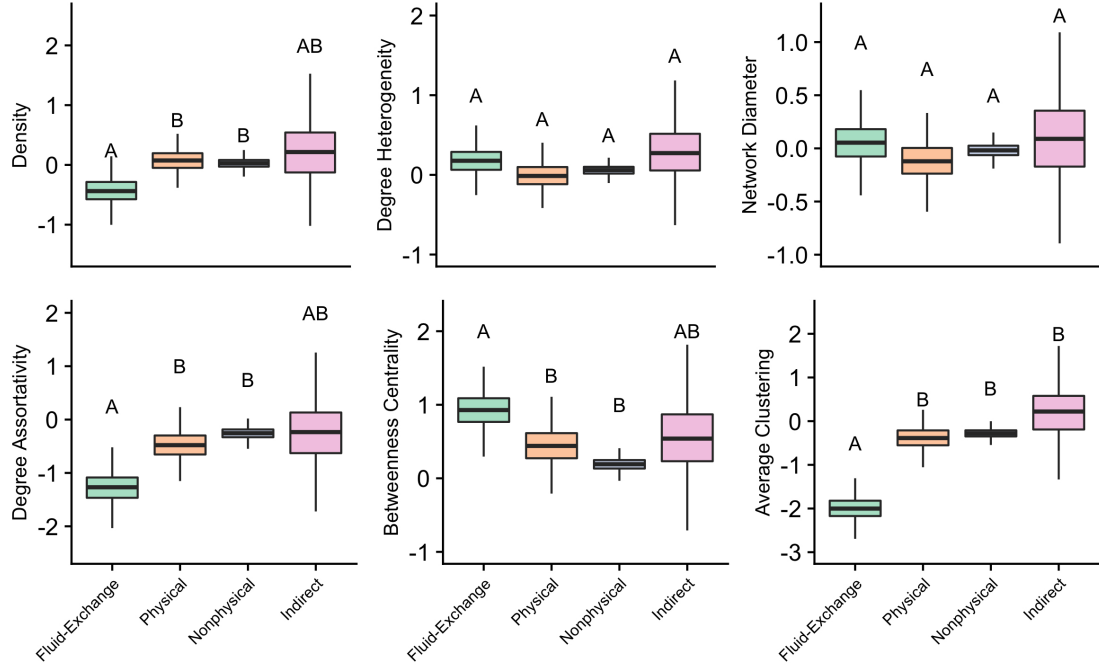 Density
2
1
0
-1
A
B
B
AB
Degree Heterogeneity
2
1
0
-1
A
A
A
A
Network Diameter
1.0
0.5
0.0
-0.5
-1.0
A
A
A
A
Degree Assortativity
2
1
0
-1
-2
A
B
B
AB
Fluid-Exchange
Physical
Nonphysical
Indirect
Betweenness Centrality
2
1
0
-1
A
B
B
AB
Fluid-Exchange
Physical
Nonphysical
Indirect
Average Clustering
2
1
0
-1
-2
-3
A
B
B
B
Fluid-Exchange
Physical
Nonphysical
Indirect